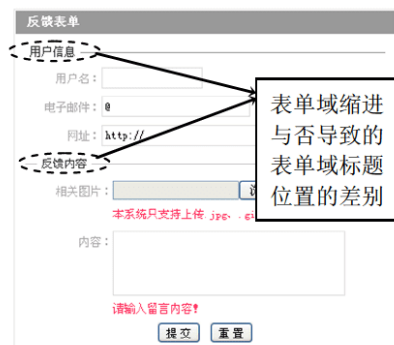 反馈表单
用户信息
用户名：
电子邮件：@
网址：http://
反馈内容
相关图片：
本系统只支持上传.jpg、.gi
内容：
请输入留言内容！
提交 重置
表单域缩进
与否导致的
表单域标题
位置的差别